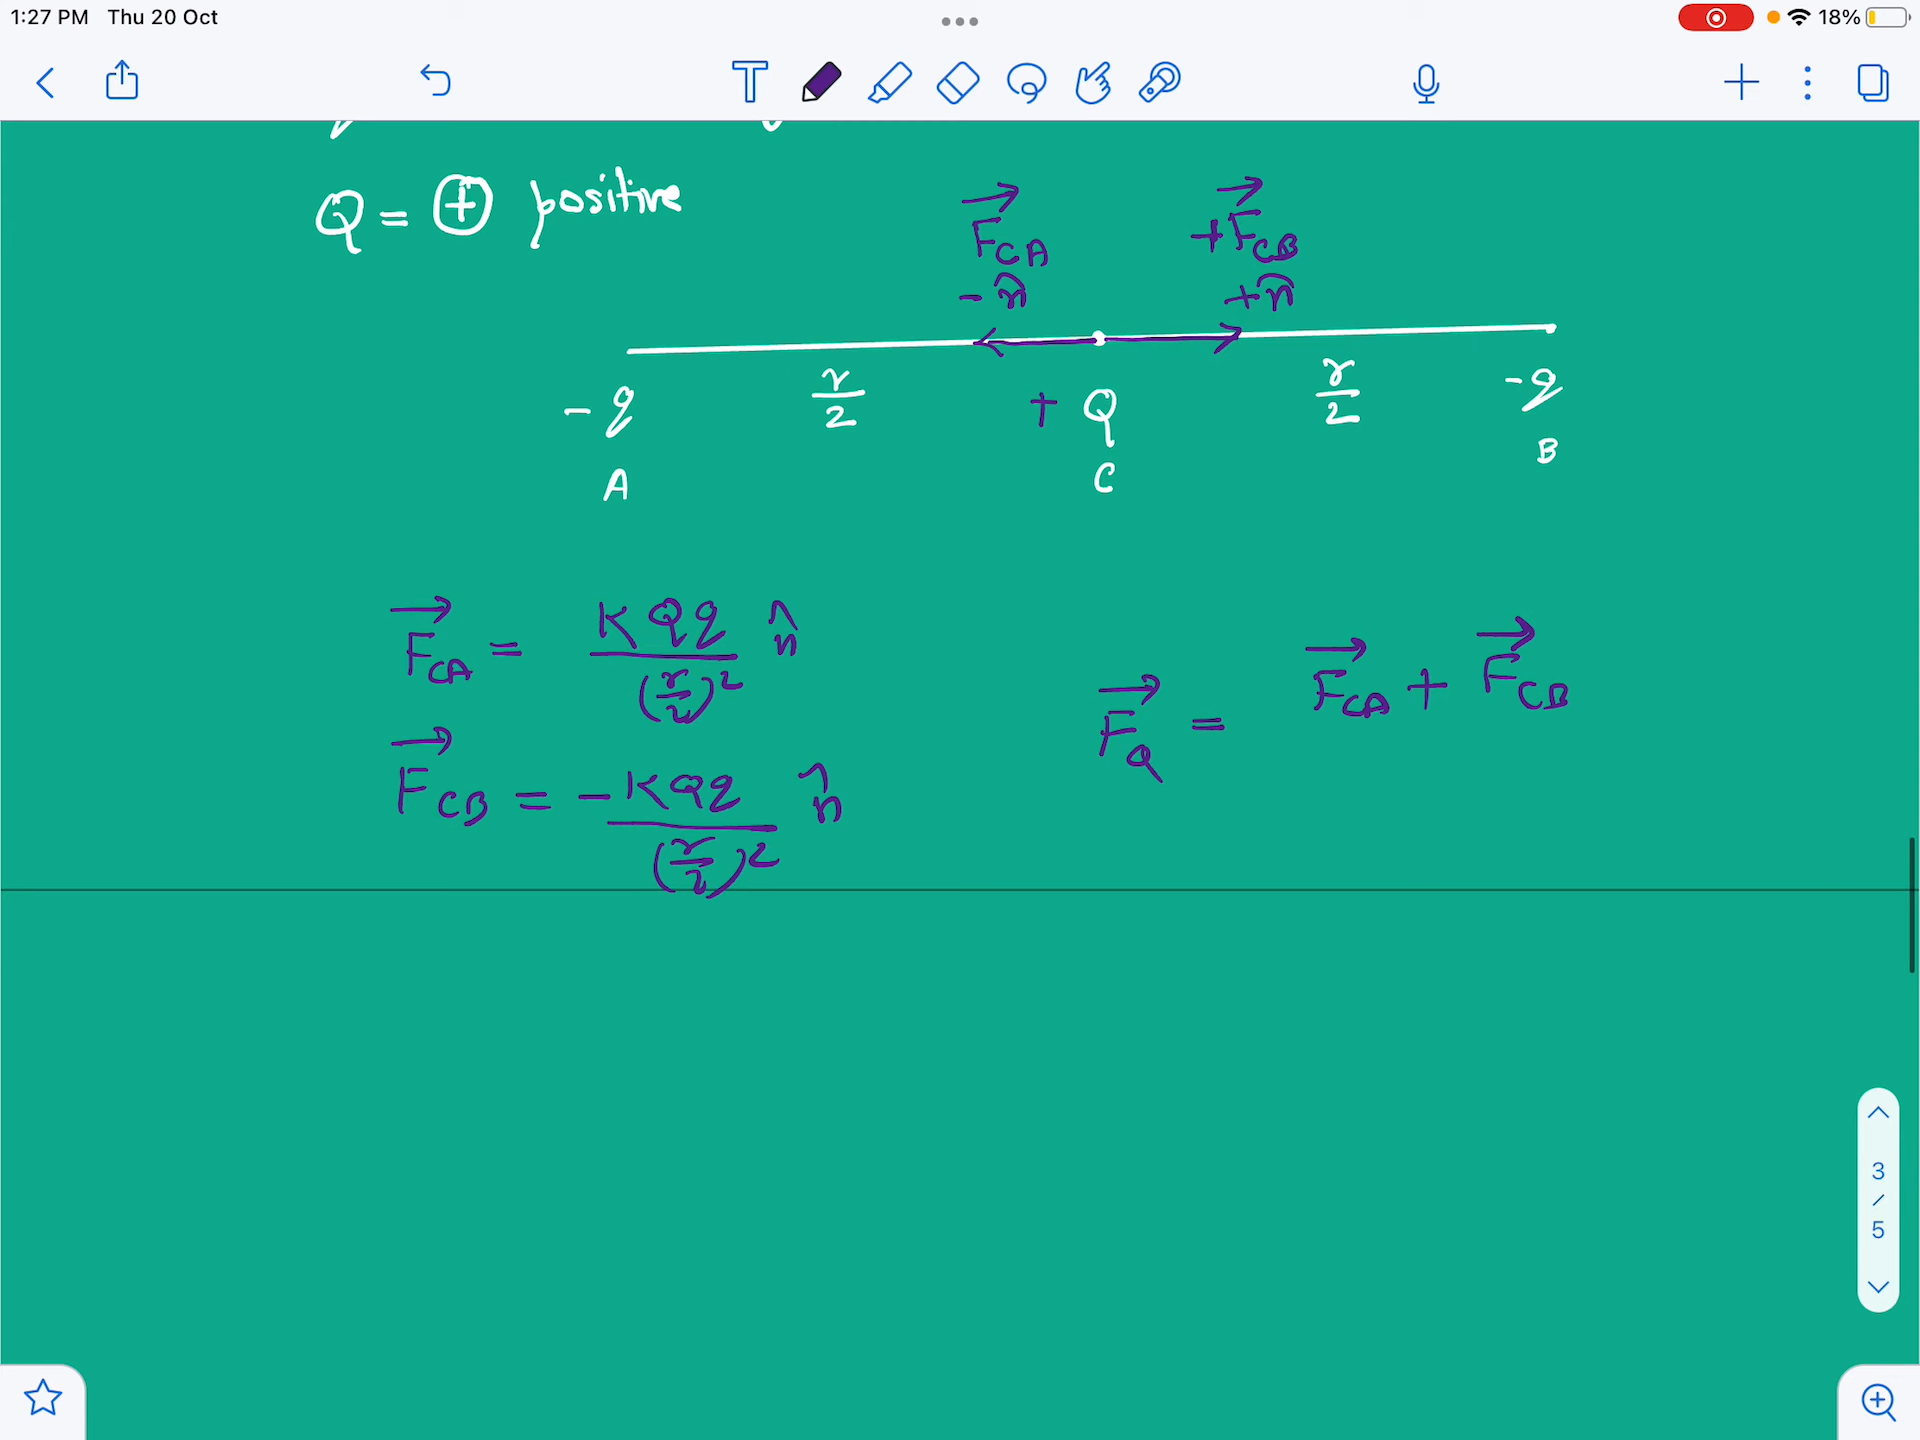 1:27 PM Thu 20 Oct
18%
T
Q = ⊕ positive
F⃗CA +F⃗CB
- n̂ + n̂
- q r/2 + Q r/2 - q
A C B
F⃗CA = KQq/(r/2)² n̂
F⃗CB = - KQq/(r/2)² n̂
F⃗Q = F⃗CA + F⃗CB
3
/
5